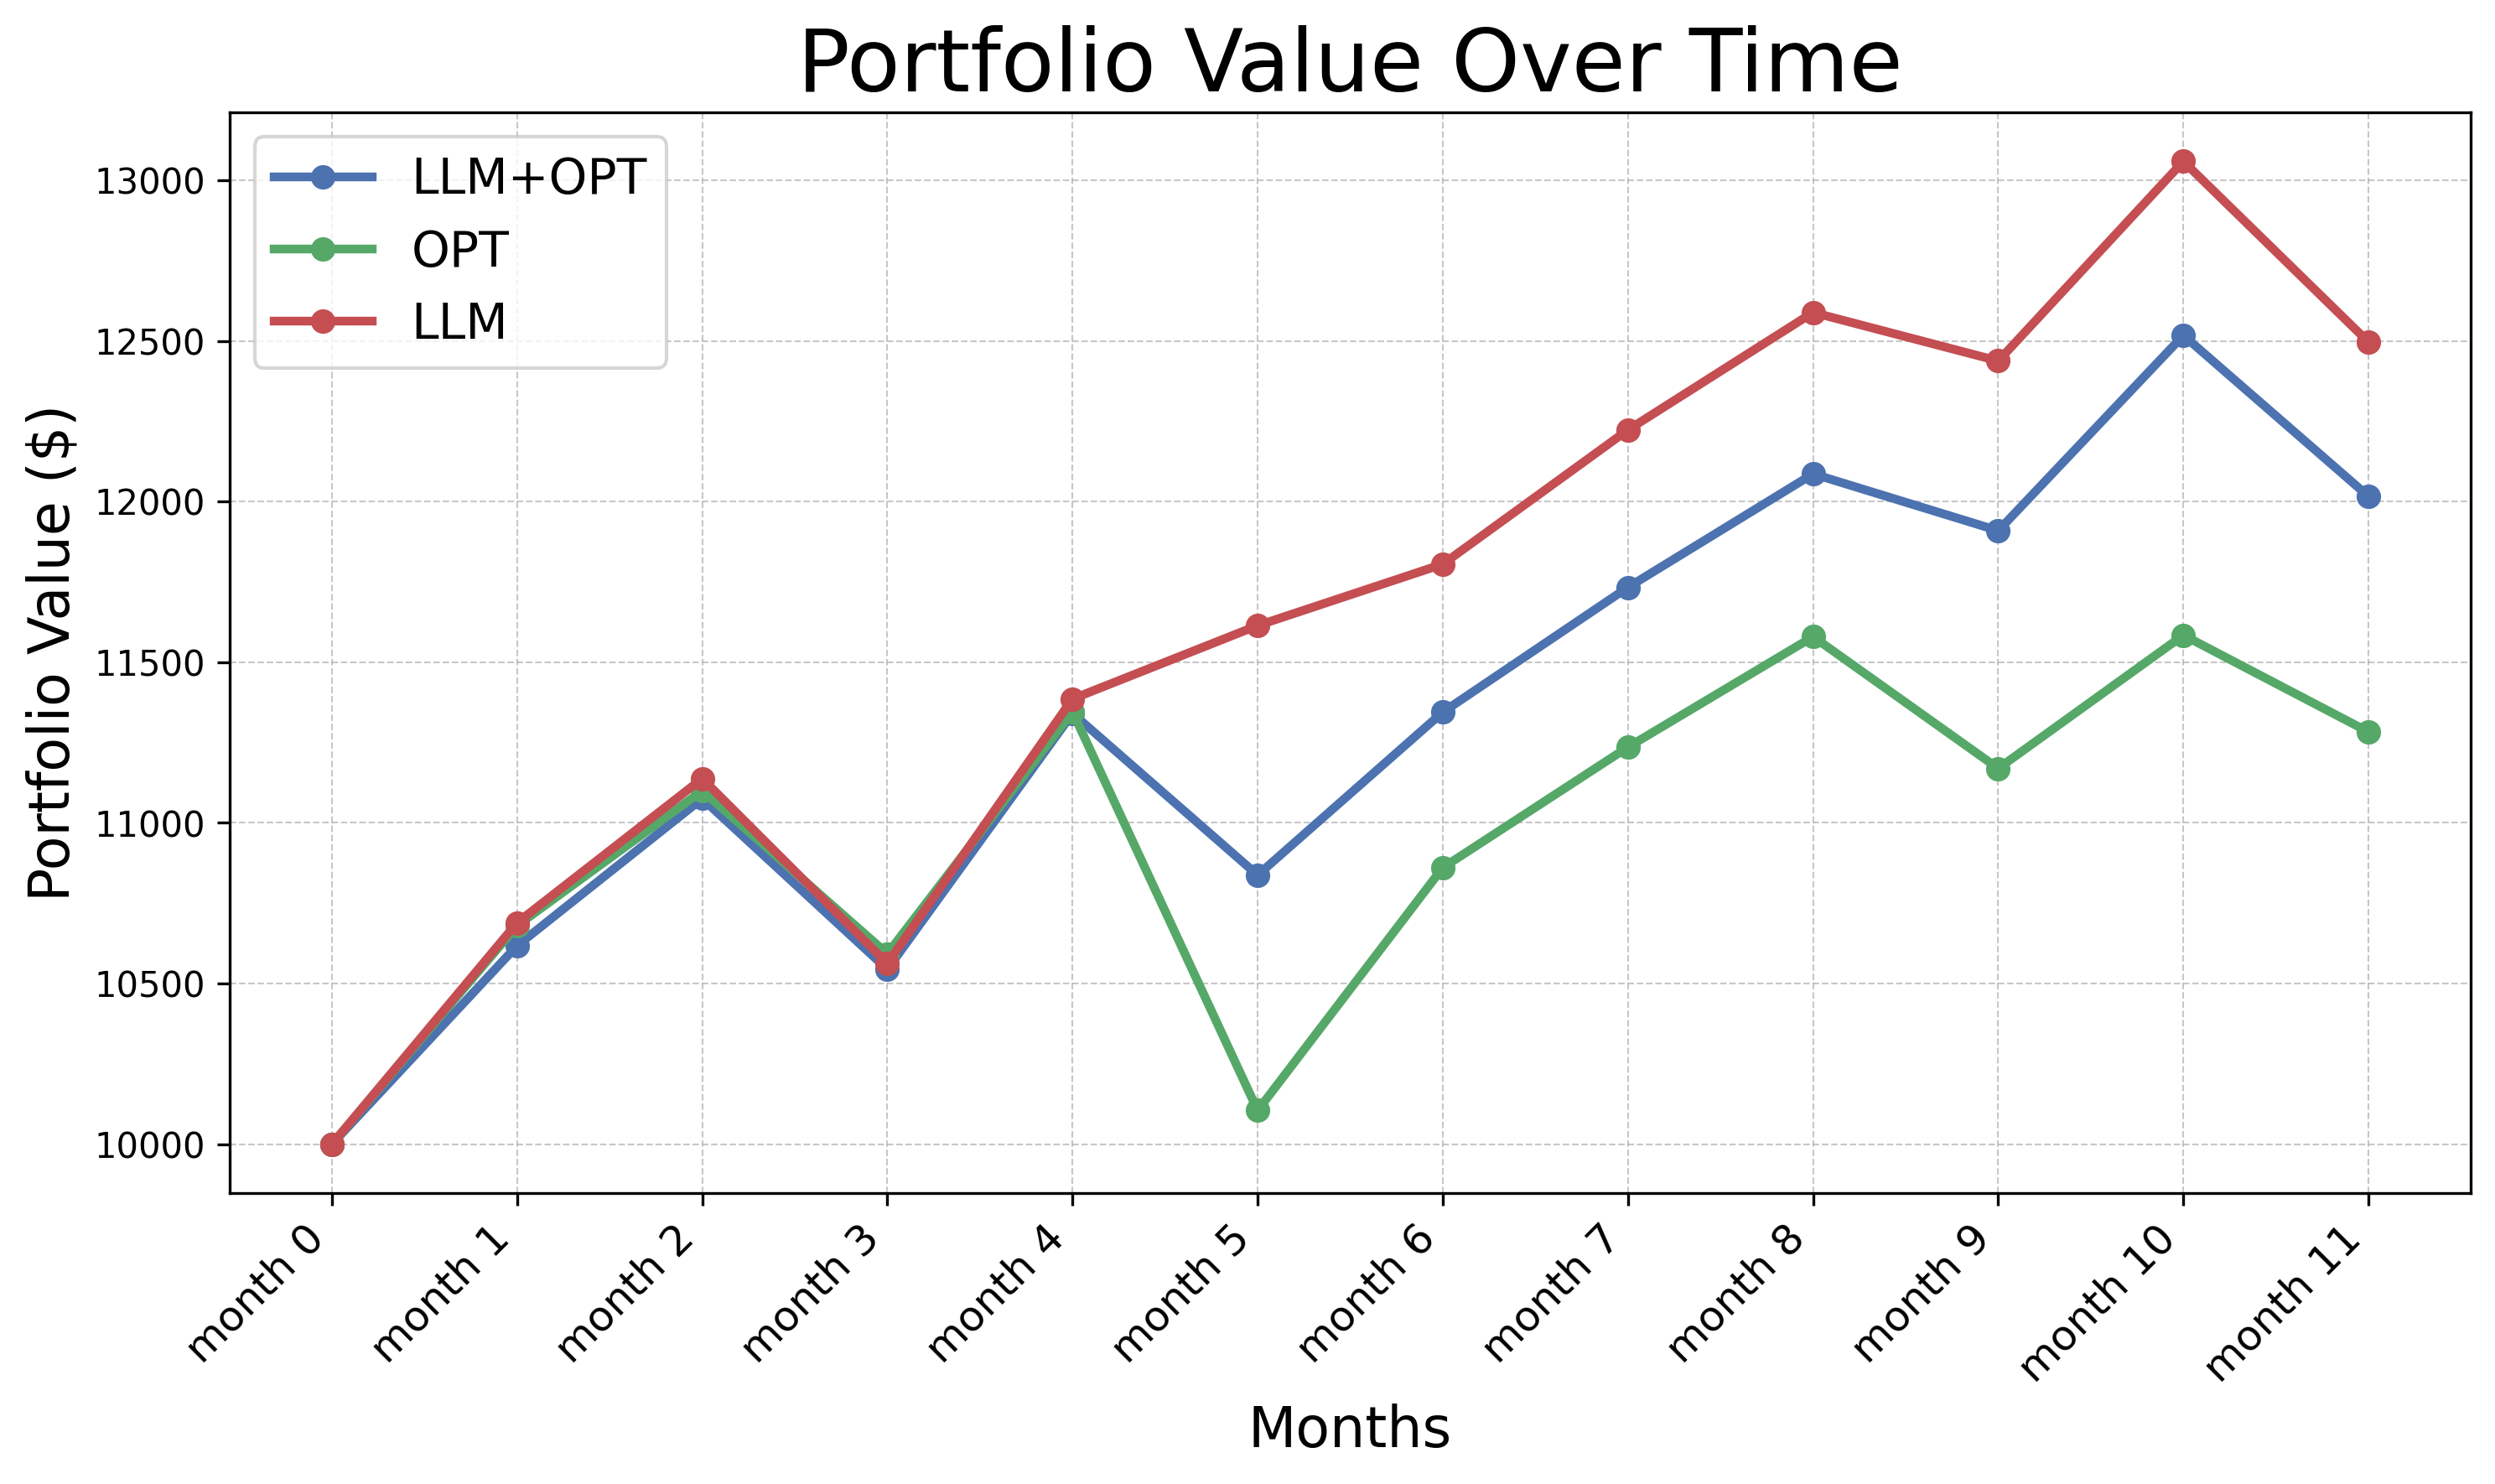 Portfolio Value Over Time
LLM+OPT
OPT
LLM
Portfolio Value ($)
13000
12500
12000
11500
11000
10500
10000
month 0
month 1
month 2
month 3
month 4
month 5
month 6
month 7
month 8
month 9
month 10
month 11
Months